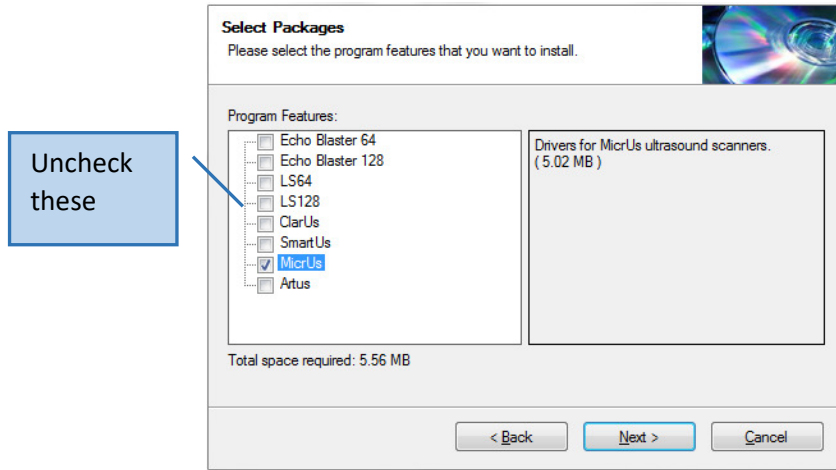 Select Packages
Please select the program features that you want to install.
Program Features:
Uncheck
these
Echo Blaster 64
Echo Blaster 128
LS64
LS128
ClarUs
SmartUs
MicrUs
Artus
Drivers for MicrUs ultrasound scanners.
( 5.02 MB )
Total space required: 5.56 MB
< Back
Next >
Cancel